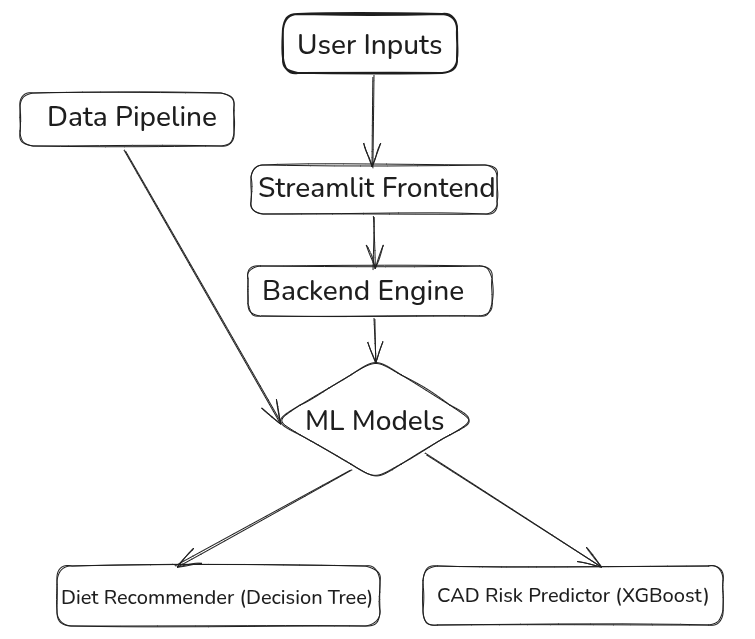 User Inputs
Data Pipeline
Streamlit Frontend
Backend Engine
ML Models
Diet Recommender (Decision Tree)
CAD Risk Predictor (XGBoost)